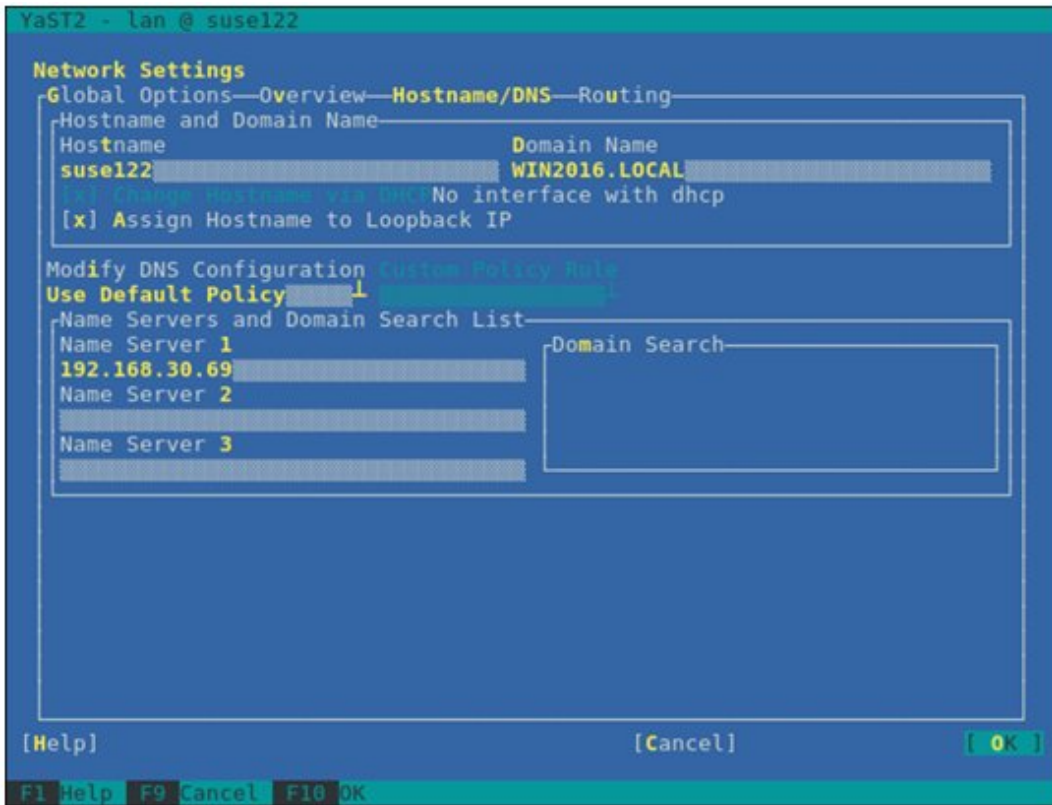 YaST2 - lan @ suse122
Network Settings
Global Options—Overview—Hostname/DNS—Routing
Hostname and Domain Name
Hostname Domain Name
suse122 WIN2016.LOCAL
[x] Change Hostname via DHCPNo interface with dhcp
[x] Assign Hostname to Loopback IP
Modify DNS Configuration Custom Policy Rule
Use Default Policy
Name Servers and Domain Search List
Name Server 1 Domain Search
192.168.30.69
Name Server 2
Name Server 3
[Help] [Cancel] [ OK ]
F1 Help F9 Cancel F10 OK